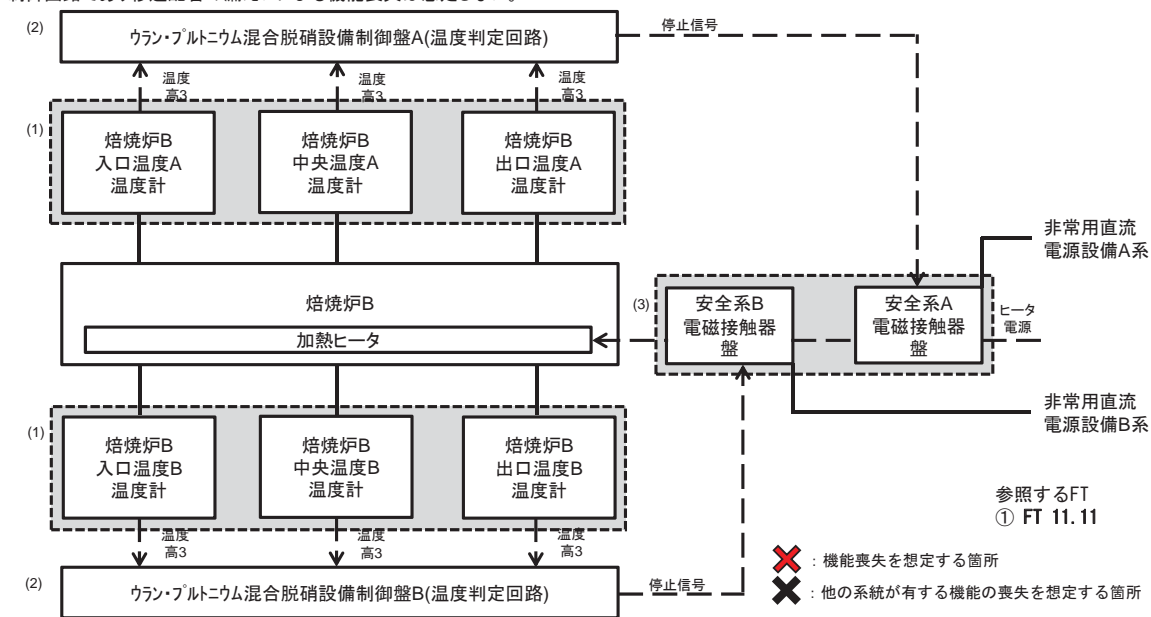 (2)
ウラン・プルトニウム混合脱硝設備制御盤A(温度判定回路)
停止信号
温度
高3
温度
高3
温度
高3
(1)
焙焼炉B
入口温度A
温度計
焙焼炉B
中央温度A
温度計
焙焼炉B
出口温度A
温度計
非常用直流
電源設備A系
焙焼炉B
加熱ヒータ
(3)
安全系B
電磁接触器
盤
安全系A
電磁接触器
盤
ヒータ
電源
非常用直流
電源設備B系
(1)
焙焼炉B
入口温度B
温度計
焙焼炉B
中央温度B
温度計
焙焼炉B
出口温度B
温度計
温度
高3
温度
高3
温度
高3
(2)
ウラン・プルトニウム混合脱硝設備制御盤B(温度判定回路)
停止信号
参照するFT
① FT 11.11
:機能喪失を想定する箇所
:他の系統が有する機能の喪失を想定する箇所